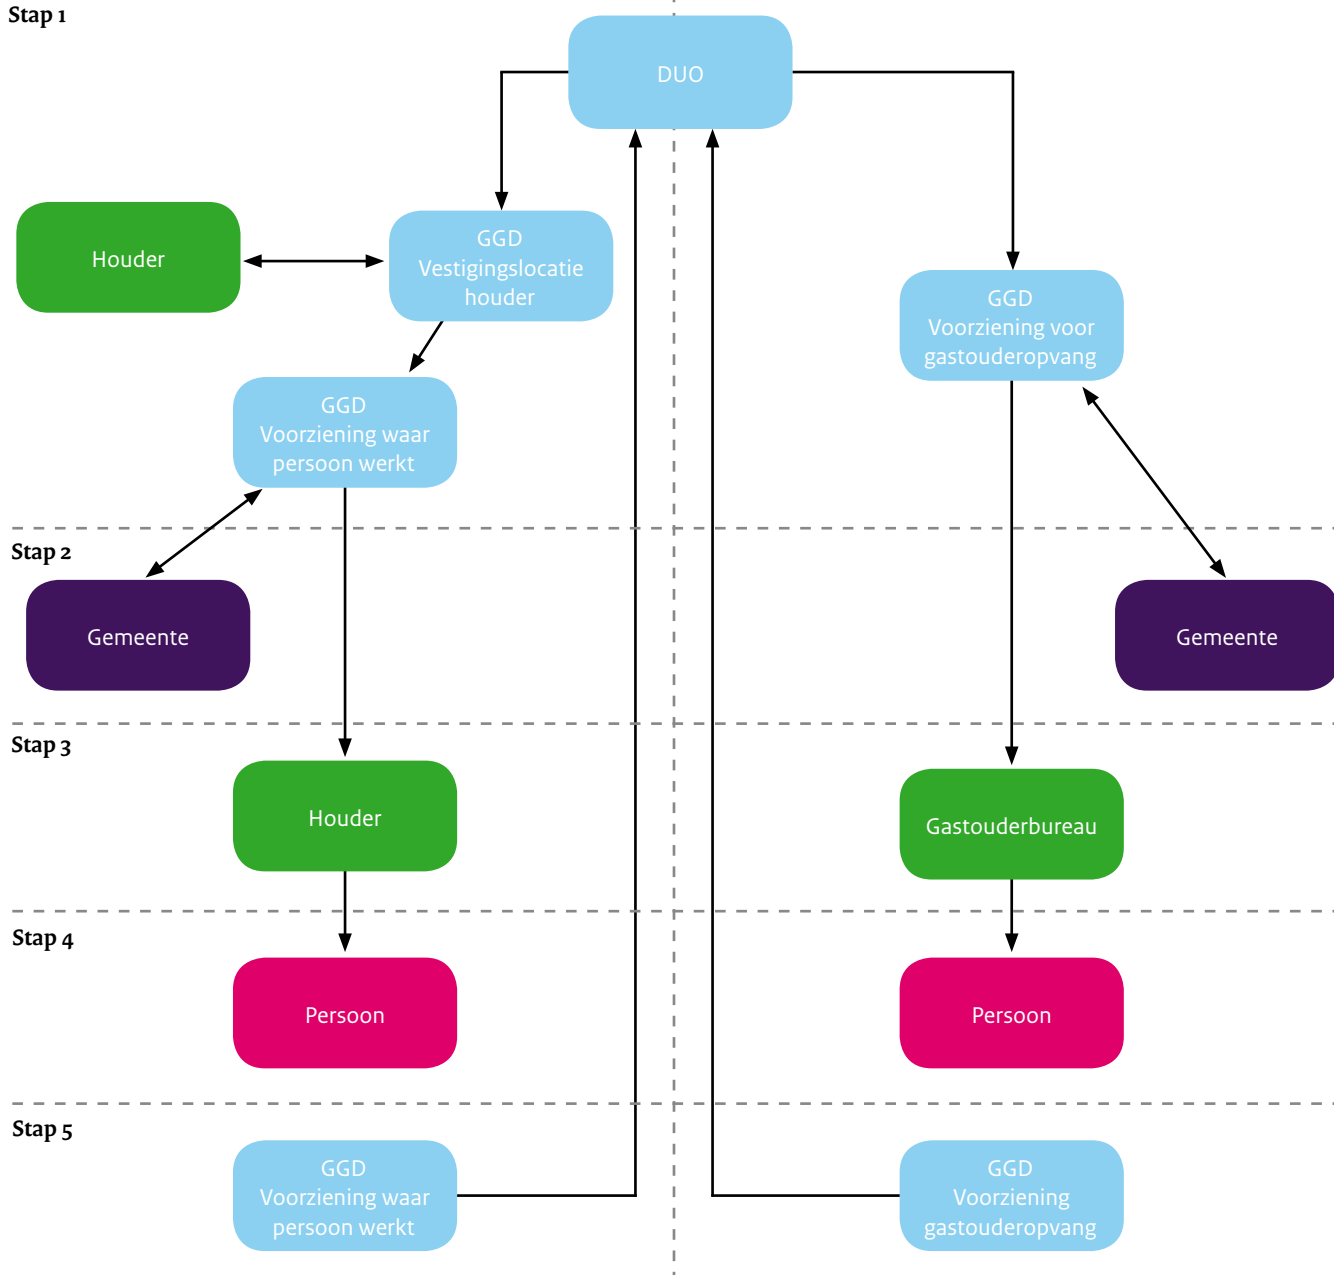 Stap 1
DUO
Houder
GGD
Vestigingslocatie
houder
GGD
Voorziening voor
gastouderopvang
GGD
Voorziening waar
persoon werkt
Stap 2
Gemeente
Gemeente
Stap 3
Houder
Gastouderbureau
Stap 4
Persoon
Persoon
Stap 5
GGD
Voorziening waar
persoon werkt
GGD
Voorziening
gastouderopvang